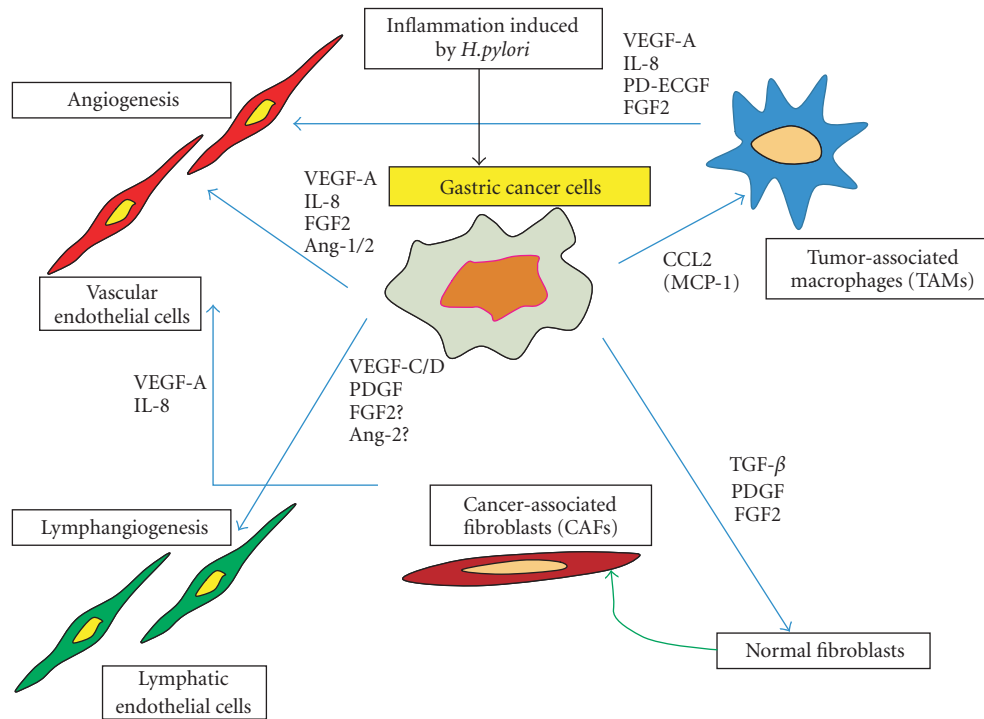 Inflammation induced
by H.pylori
VEGF-A
IL-8
PD-ECGF
FGF2
Angiogenesis
VEGF-A
IL-8
FGF2
Ang-1/2
Gastric cancer cells
CCL2
(MCP-1)
Tumor-associated
macrophages (TAMs)
Vascular
endothelial cells
VEGF-A
IL-8
VEGF-C/D
PDGF
FGF2?
Ang-2?
TGF-β
PDGF
FGF2
Lymphangiogenesis
Cancer-associated
fibroblasts (CAFs)
Normal fibroblasts
Lymphatic
endothelial cells